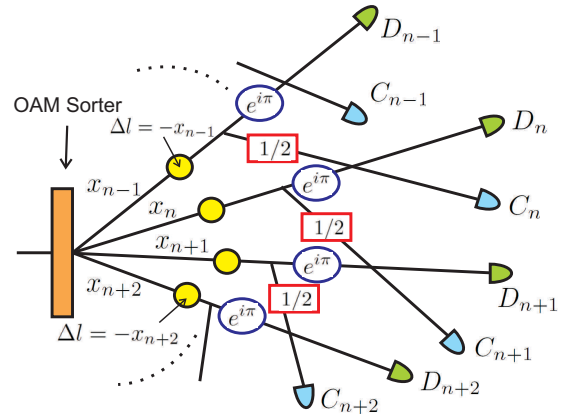 D_{n-1}
OAM Sorter
e^{iπ}
C_{n-1}
Δl = −x_{n-1}
D_n
1/2
x_{n-1}
e^{iπ}
x_n
C_n
1/2
x_{n+1}
e^{iπ}
x_{n+2}
D_{n+1}
1/2
e^{iπ}
Δl = −x_{n+2}
C_{n+1}
D_{n+2}
C_{n+2}